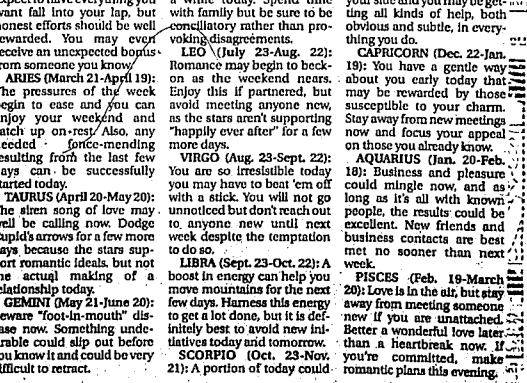 expect to have everything you
want fall into your lap, but
honest efforts should be well
rewarded. You may even
receive an unexpected bonus
from someone you know.
ARIES (March 21-April 19):
The pressures of the week
begin to ease and you can
enjoy your weekend and
catch up on rest. Also, any
needed fence-mending
resulting from the last few
days can be successfully
started today.
TAURUS (April 20-May 20):
The siren song of love may
well be calling now. Dodge
Cupid's arrows for a few more
days because the stars sup-
port romantic ideals. but not
the actual making of a
relationship today.
GEMINI (May 21-June 20):
Beware "foot-in-mouth" dis-
ease now. Something unde-
sirable could slip out before
you know it and could be very
difficult to retract.
a while today. Spend time
with family but be sure to be
conciliatory rather than pro-
voking disagreements.
LEO (July 23-Aug. 22):
Romance may begin to beck-
on as the weekend nears.
Enjoy this if partnered, but
avoid meeting anyone new,
as the stars aren't supporting
"happily ever after" for a few
more days.
VIRGO (Aug. 23-Sept. 22):
You are so irresistible today
you may have to beat 'em off
with a stick. You will not go
unnoticed but don't reach out
to anyone new until next
week despite the temptation
to do so.
LIBRA (Sept. 23-Oct. 22): A
boost in energy can help you
move mountains for the next
few days. Harness this energy
to get a lot done, but it is def-
initely best to avoid new ini-
tiatives today and tomorrow.
SCORPIO (Oct. 23-Nov.
21): A portion of today could
your side and you may be get-
ting all kinds of help, both
obvious and subtle, in every-
thing you do.
CAPRICORN (Dec. 22-Jan.
19): You have a gentle way
about you early today that
may be rewarded by those
susceptible to your charm.
Stay away from new meetings
now and focus your appeal
on those you already know.
AQUARIUS (Jan. 20-Feb.
18): Business and pleasure
could mingle now, and as
long as it's all with known
people, the results could be
excellent. New friends and
business contacts are best
met no sooner than next
week.
PISCES (Feb. 19-March
20): Love is in the air, but stay
away from meeting someone
new if you are unattached.
Better a wonderful love later
than a heartbreak now. If
you're committed, make
romantic plans this evening.